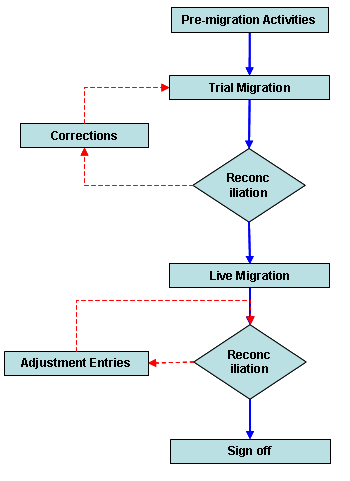 Pre-migration Activities
Trial Migration
Corrections
Reconc
iliation
Live Migration
Reconc
iliation
Adjustment Entries
Sign off